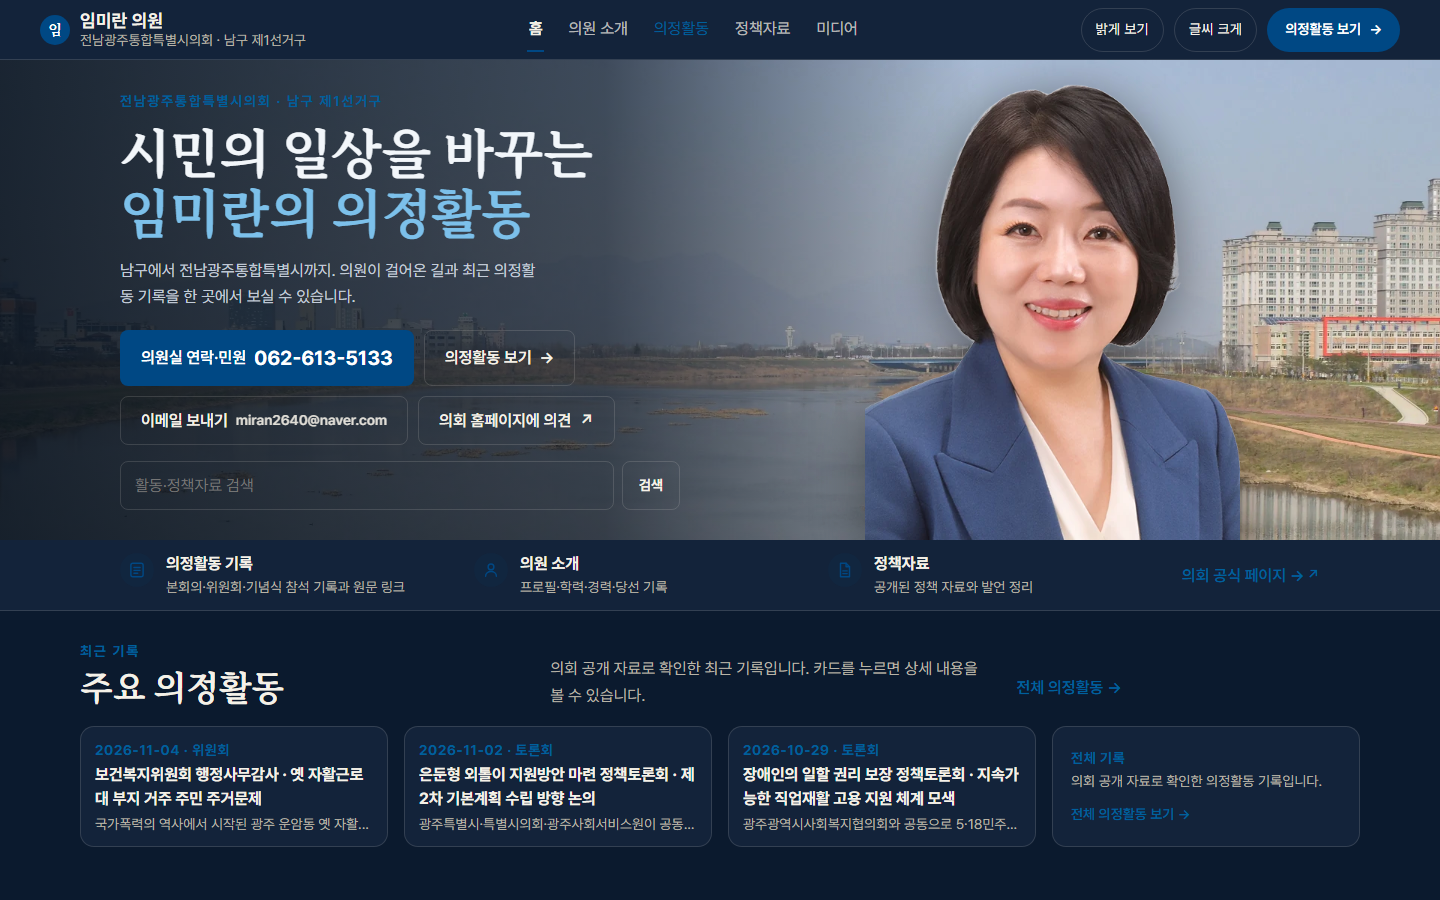 임
임미란 의원
전남광주통합특별시의회 · 남구 제1선거구
홈
의원 소개
의정활동
정책자료
미디어
밝게 보기
글씨 크게
의정활동 보기 →
전남광주통합특별시의회 · 남구 제1선거구
시민의 일상을 바꾸는
임미란의 의정활동
남구에서 전남광주통합특별시까지. 의원이 걸어온 길과 최근 의정활
동 기록을 한 곳에서 보실 수 있습니다.
의원실 연락·민원 062-613-5133
의정활동 보기 →
이메일 보내기 miran2640@naver.com
의회 홈페이지에 의견 ↗
활동·정책자료 검색
검색
의정활동 기록
본회의·위원회·기념식 참석 기록과 원문 링크
의원 소개
프로필·학력·경력·당선 기록
정책자료
공개된 정책 자료와 발언 정리
의회 공식 페이지 → ↗
최근 기록
주요 의정활동
의회 공개 자료로 확인한 최근 기록입니다. 카드를 누르면 상세 내용을
볼 수 있습니다.
전체 의정활동 →
2026-11-04 · 위원회
보건복지위원회 행정사무감사 · 옛 자활근로
대 부지 거주 주민 주거문제
국가폭력의 역사에서 시작된 광주 운암동 옛 자활...
2026-11-02 · 토론회
은둔형 외톨이 지원방안 마련 정책토론회 · 제
2차 기본계획 수립 방향 논의
광주특별시·특별시의회·광주사회서비스원이 공동...
2026-10-29 · 토론회
장애인의 일할 권리 보장 정책토론회 · 지속가
능한 직업재활 고용 지원 체계 모색
광주광역시사회복지협의회와 공동으로 5·18민주...
전체 기록
의회 공개 자료로 확인한 의정활동 기록입니다.
전체 의정활동 보기 →